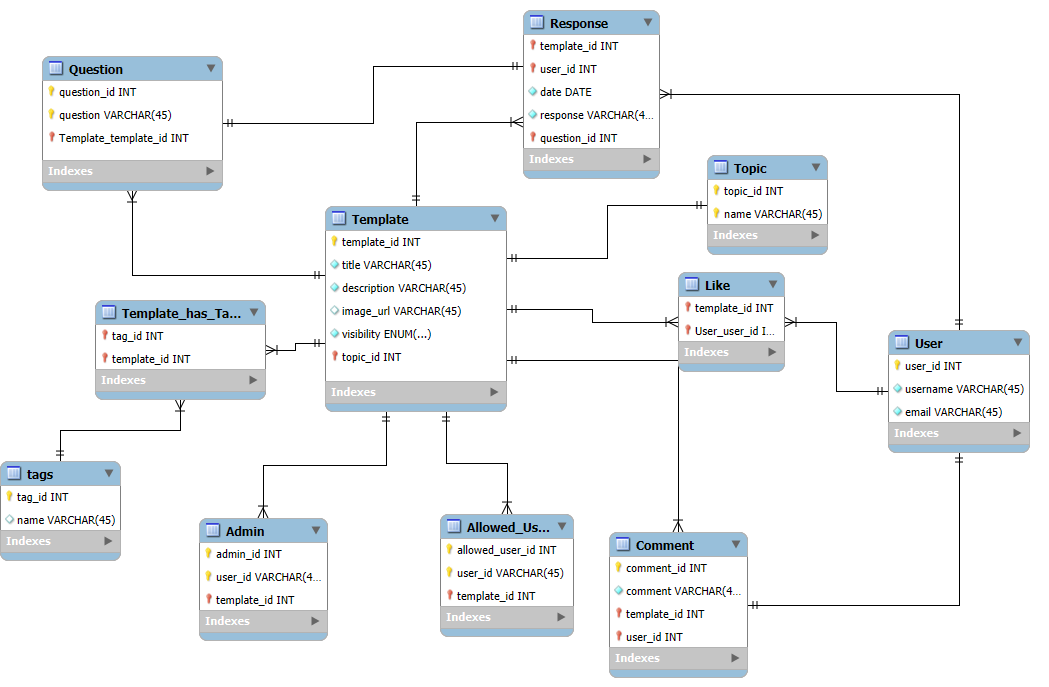 Response
template_id INT
user_id INT
date DATE
response VARCHAR(4...
question_id INT
Indexes
Question
question_id INT
question VARCHAR(45)
Template_template_id INT
Indexes
Topic
topic_id INT
name VARCHAR(45)
Indexes
Template
template_id INT
title VARCHAR(45)
description VARCHAR(45)
image_url VARCHAR(45)
visibility ENUM(...)
topic_id INT
Indexes
Like
template_id INT
User_user_id I...
Indexes
Template_has_Ta...
tag_id INT
template_id INT
Indexes
User
user_id INT
username VARCHAR(45)
email VARCHAR(45)
Indexes
tags
tag_id INT
name VARCHAR(45)
Indexes
Admin
admin_id INT
user_id VARCHAR(4...
template_id INT
Indexes
Allowed_Us...
allowed_user_id INT
user_id VARCHAR(45)
template_id INT
Indexes
Comment
comment_id INT
comment VARCHAR(4...
template_id INT
user_id INT
Indexes